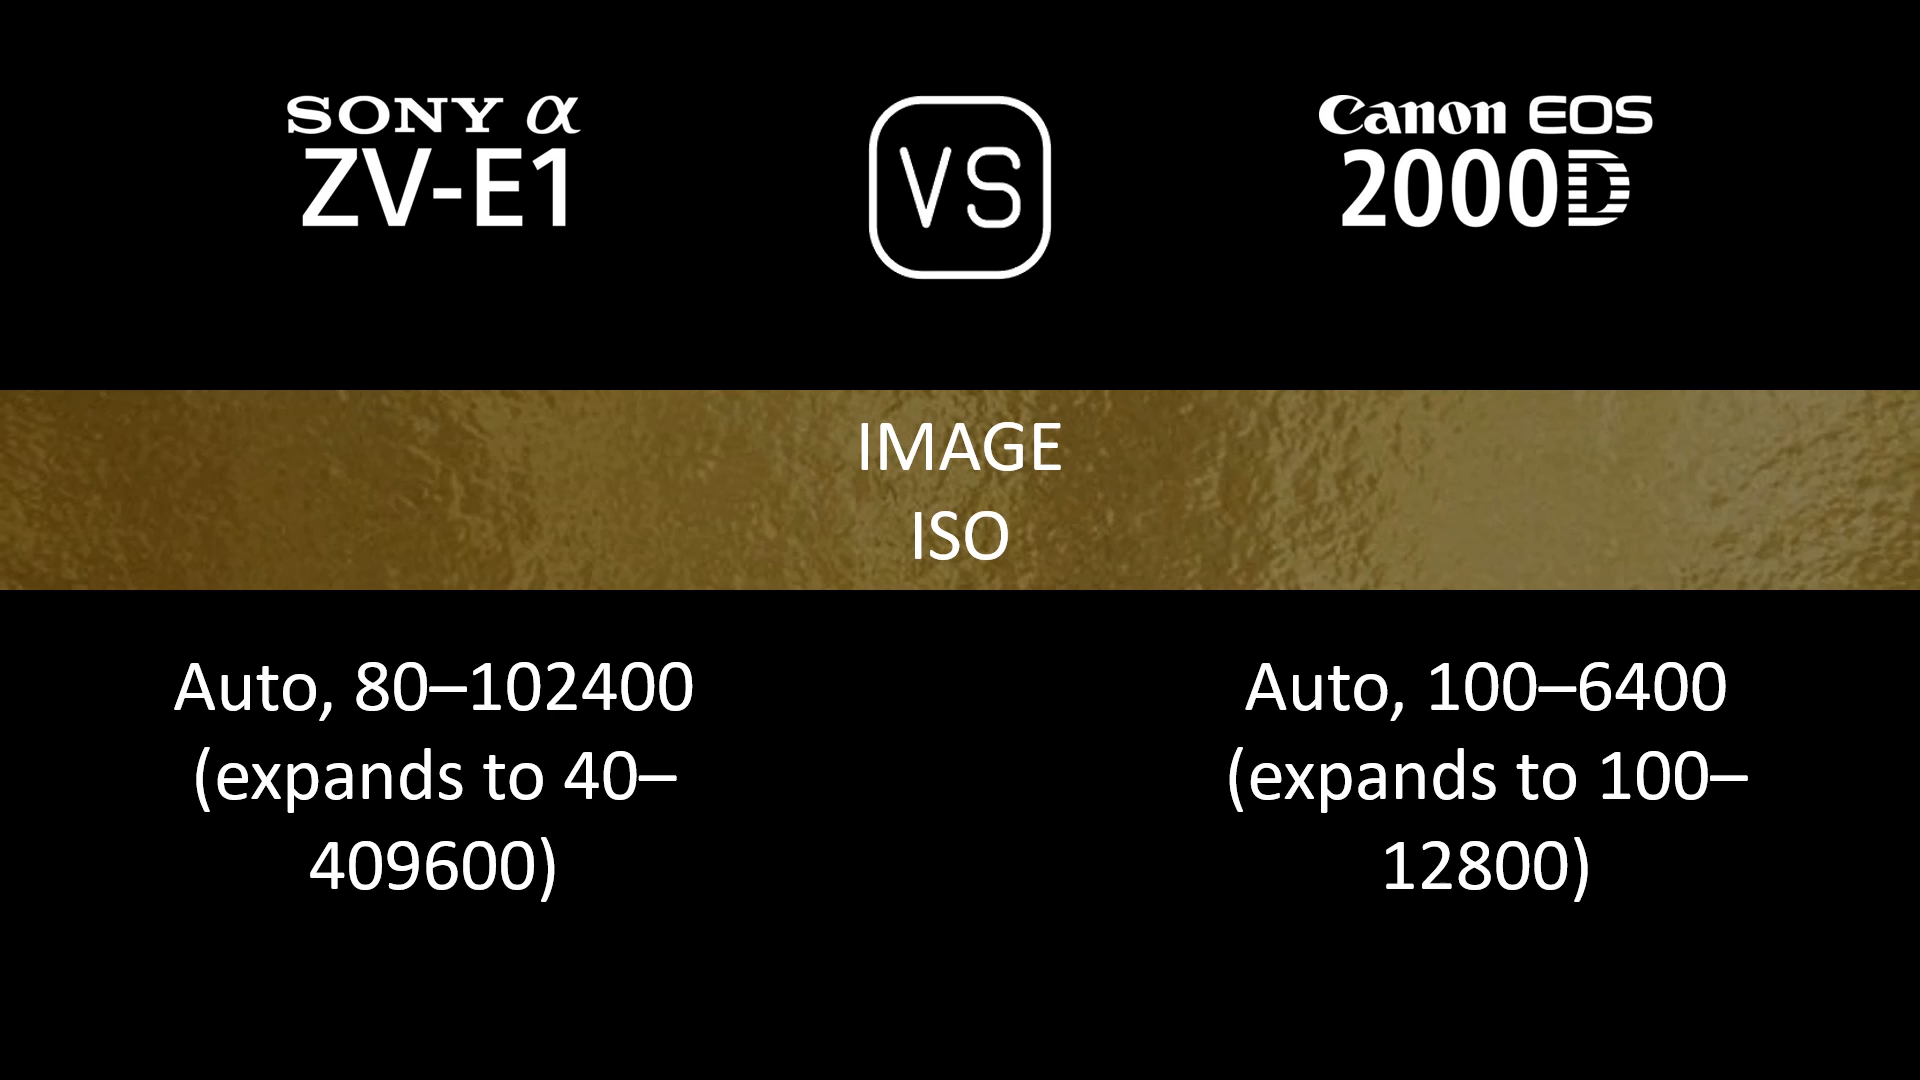 SONY α
ZV-E1
VS
Canon EOS
2000D
IMAGE
ISO
Auto, 80–102400
(expands to 40–
409600)
Auto, 100–6400
(expands to 100–
12800)